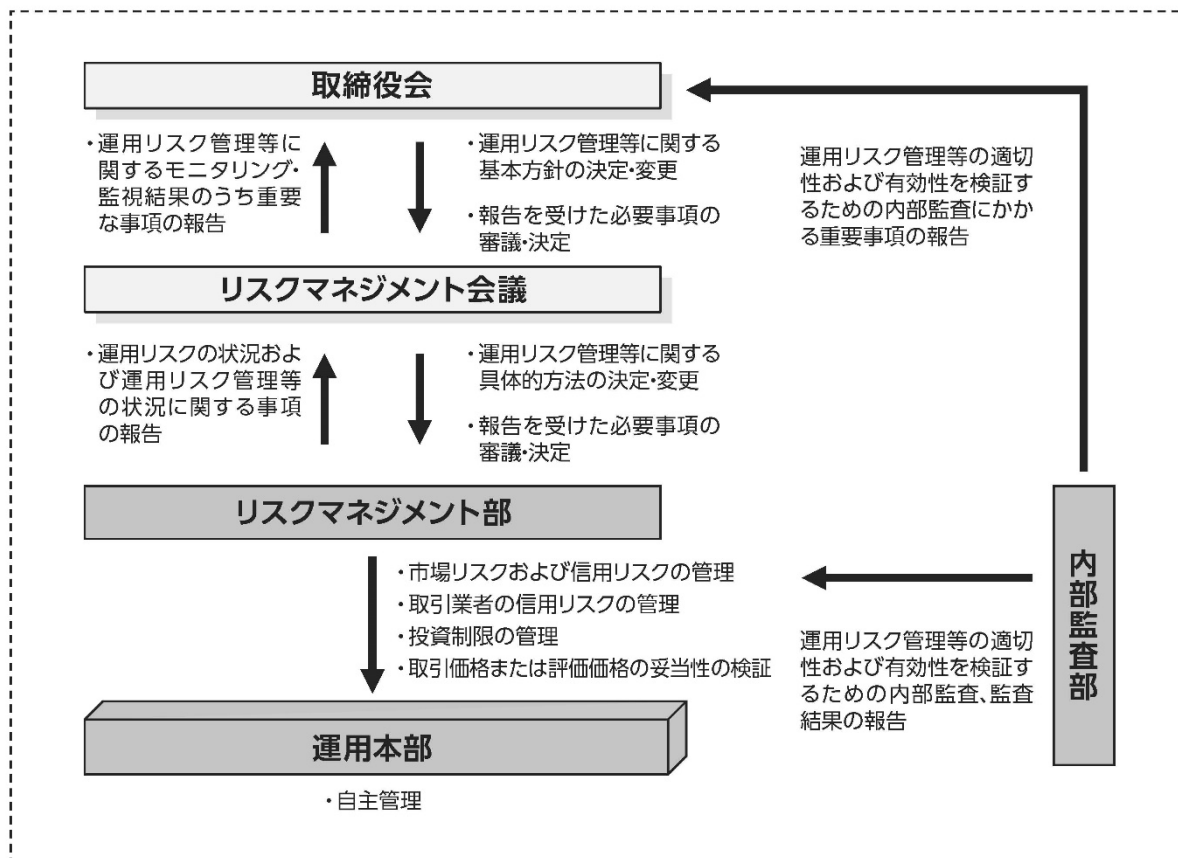 取締役会
・運用リスク管理等に
関するモニタリング・
監視結果のうち重要
な事項の報告
・運用リスク管理等に関する
基本方針の決定・変更
・報告を受けた必要事項の
審議・決定
運用リスク管理等の適切
性および有効性を検証す
るための内部監査にかか
る重要事項の報告
リスクマネジメント会議
・運用リスクの状況およ
び運用リスク管理等
の状況に関する事項
の報告
・運用リスク管理等に関する
具体的方法の決定・変更
・報告を受けた必要事項の
審議・決定
リスクマネジメント部
・市場リスクおよび信用リスクの管理
・取引業者の信用リスクの管理
・投資制限の管理
・取引価格または評価価格の妥当性の検証
運用リスク管理等の適切
性および有効性を検証す
るための内部監査、監査
結果の報告
内部監査部
運用本部
・自主管理